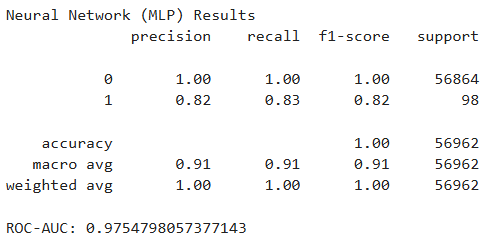 Neural Network (MLP) Results
precision recall f1-score support
0 1.00 1.00 1.00 56864
1 0.82 0.83 0.82 98
accuracy 1.00 56962
macro avg 0.91 0.91 0.91 56962
weighted avg 1.00 1.00 1.00 56962
ROC-AUC: 0.9754798057377143